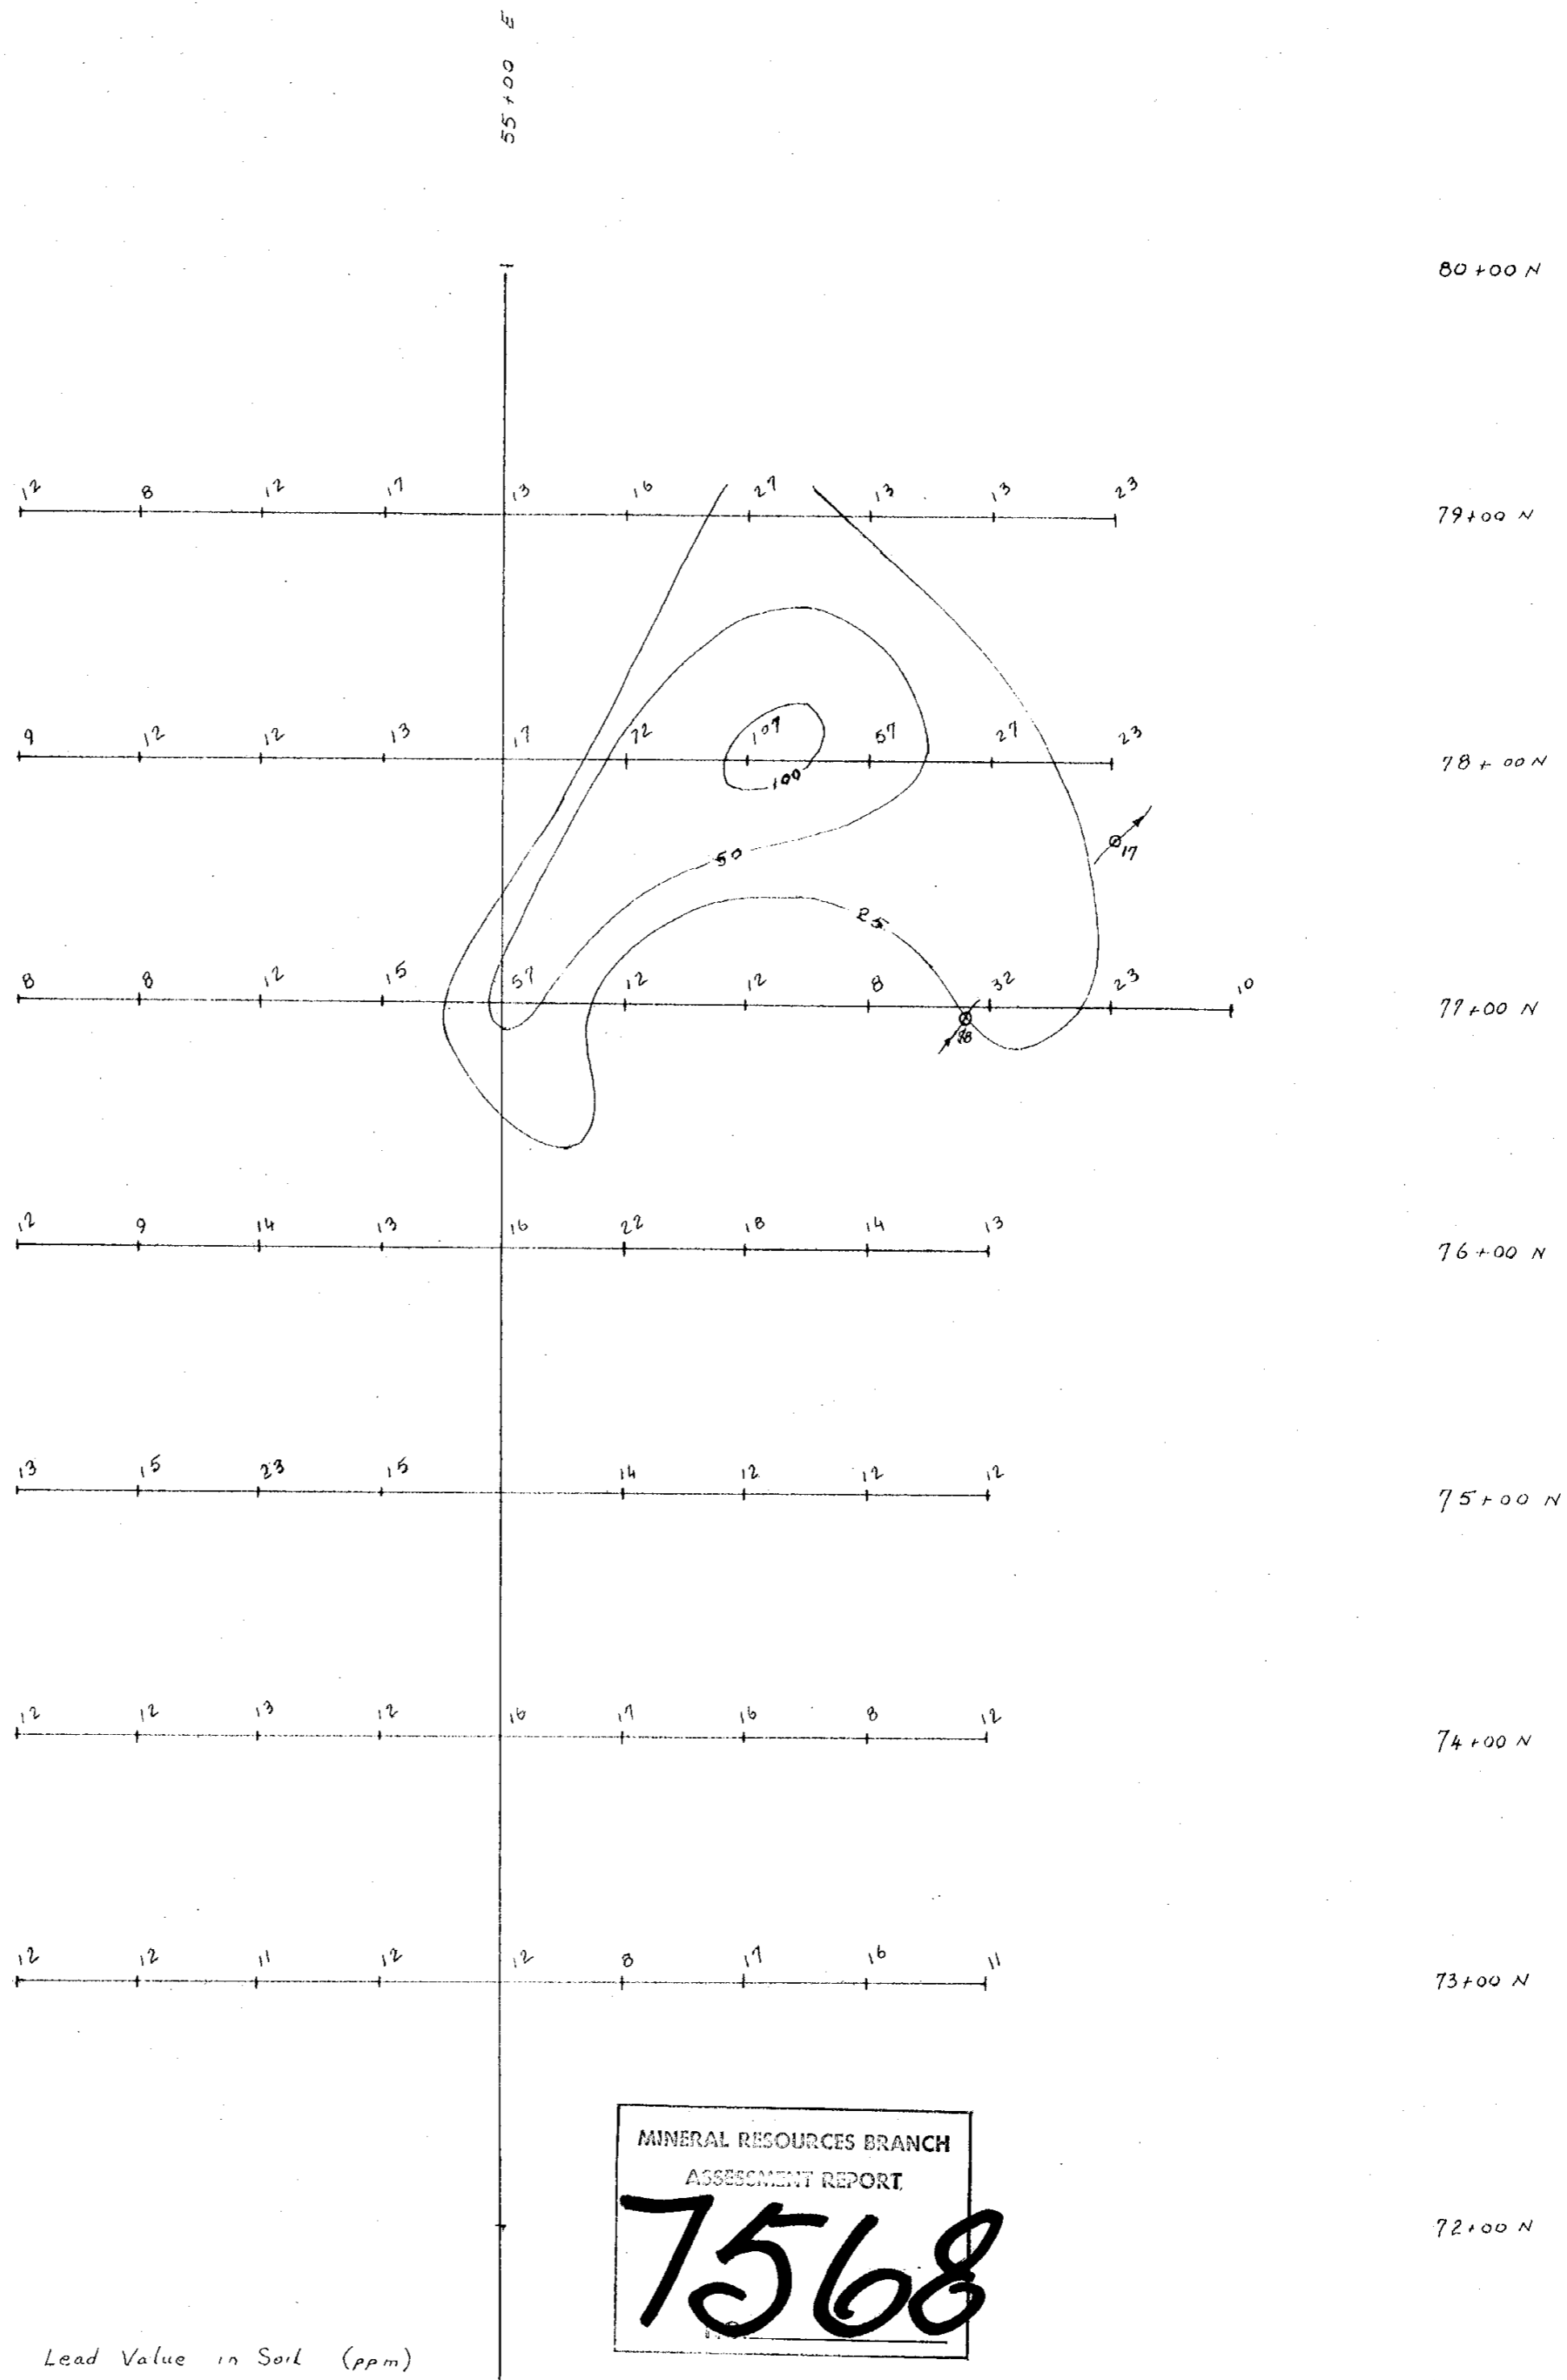 55+00 E
80+00 N
12 8 12 17 13 16 27 13 13 23
79+00 N
9 12 12 13 17 72 107 57 27 23
100
78+00 N
17
50
25
8 8 12 15 57 12 12 8 32 23 10
77+00 N
18
12 9 14 13 16 22 18 14 13
76+00 N
13 15 23 15 14 12 12 12
75+00 N
12 12 13 12 16 17 16 8 12
74+00 N
12 12 11 12 12 8 17 16 11
73+00 N
MINERAL RESOURCES BRANCH
ASSESSMENT REPORT
7568
72+00 N
Lead Value in Soil (ppm)